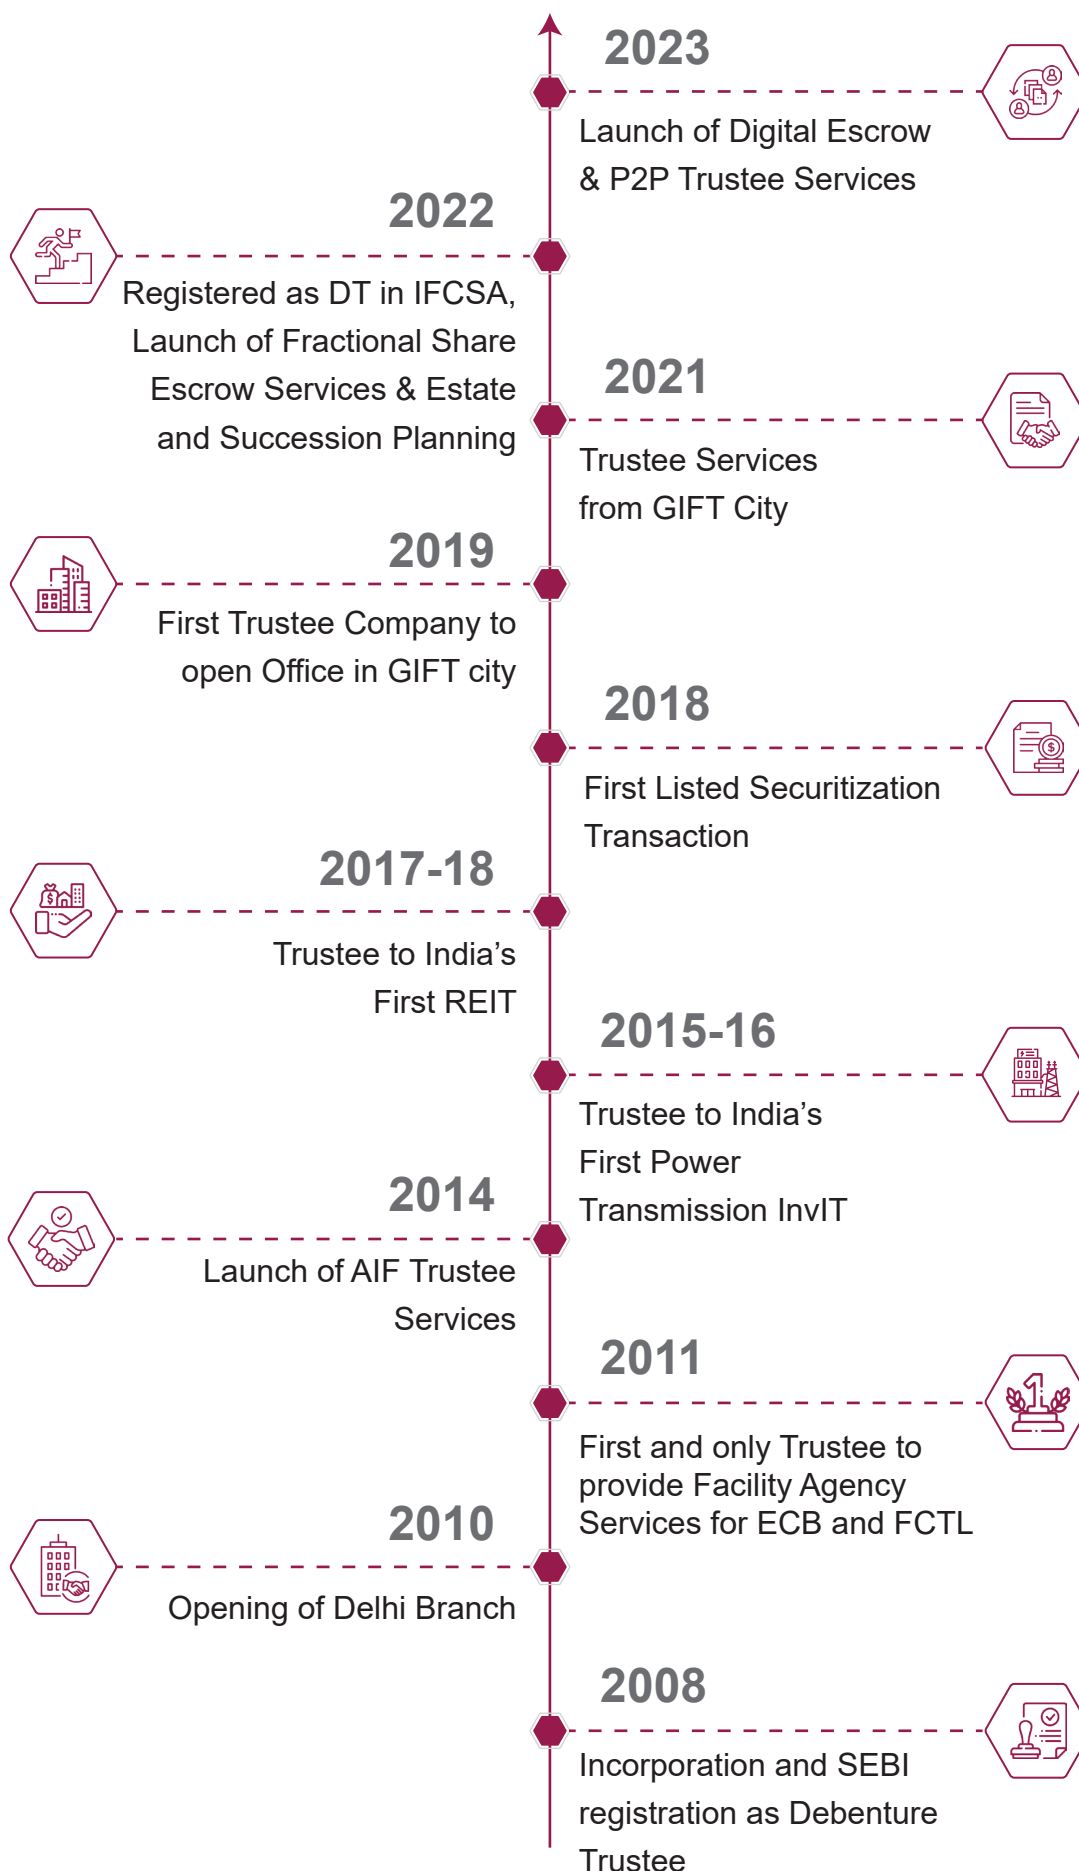 2023
Launch of Digital Escrow
& P2P Trustee Services
2022
Registered as DT in IFCSA,
Launch of Fractional Share
Escrow Services & Estate
and Succession Planning
2021
Trustee Services
from GIFT City
2019
First Trustee Company to
open Office in GIFT city
2018
First Listed Securitization
Transaction
2017-18
Trustee to India’s
First REIT
2015-16
Trustee to India’s
First Power
Transmission InvIT
2014
Launch of AIF Trustee
Services
2011
First and only Trustee to
provide Facility Agency
Services for ECB and FCTL
2010
Opening of Delhi Branch
2008
Incorporation and SEBI
registration as Debenture
Trustee